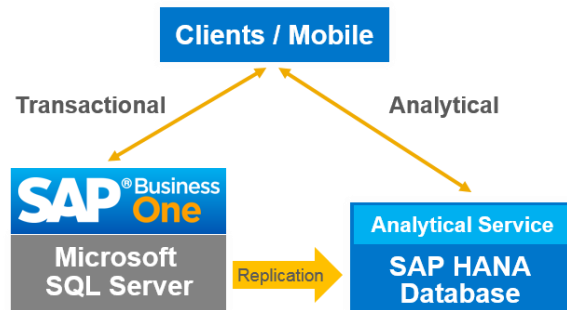 Clients / Mobile
Transactional
Analytical
SAP® Business
One
Analytical Service
Microsoft
SQL Server
Replication
SAP HANA
Database